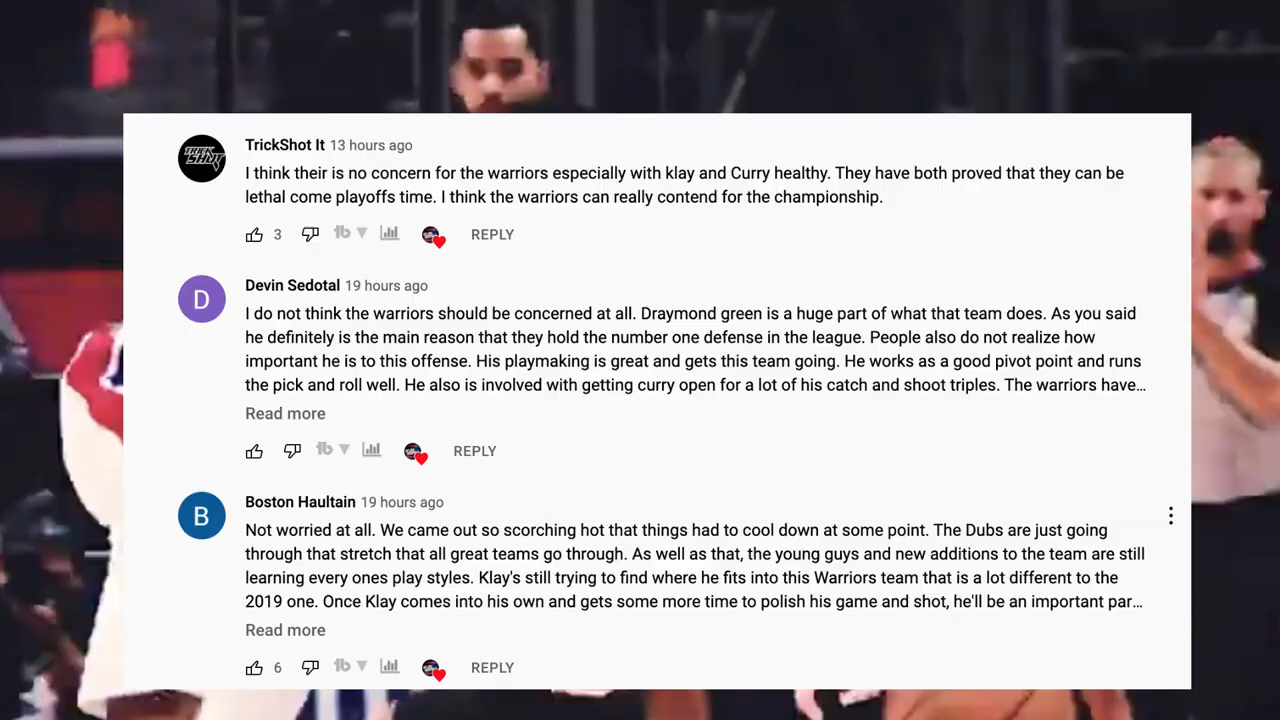 TRICK
SHOT
TrickShot It 13 hours ago
I think their is no concern for the warriors especially with klay and Curry healthy. They have both proved that they can be
lethal come playoffs time. I think the warriors can really contend for the championship.
3 REPLY
D
Devin Sedotal 19 hours ago
I do not think the warriors should be concerned at all. Draymond green is a huge part of what that team does. As you said
he definitely is the main reason that they hold the number one defense in the league. People also do not realize how
important he is to this offense. His playmaking is great and gets this team going. He works as a good pivot point and runs
the pick and roll well. He also is involved with getting curry open for a lot of his catch and shoot triples. The warriors have…
Read more
REPLY
B
Boston Haultain 19 hours ago
Not worried at all. We came out so scorching hot that things had to cool down at some point. The Dubs are just going
through that stretch that all great teams go through. As well as that, the young guys and new additions to the team are still
learning every ones play styles. Klay's still trying to find where he fits into this Warriors team that is a lot different to the
2019 one. Once Klay comes into his own and gets some more time to polish his game and shot, he'll be an important par…
Read more
6 REPLY